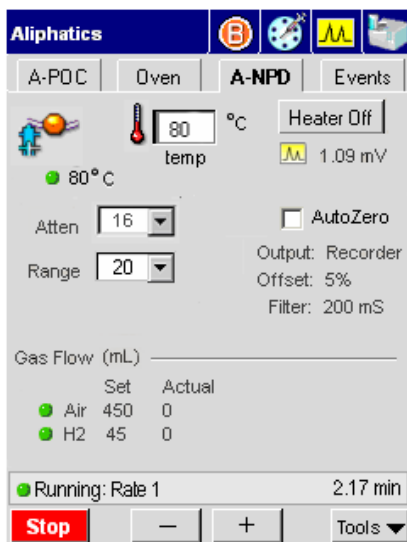 Aliphatics B
A-POC Oven A-NPD Events
80 °C Heater Off
temp 1.09 mV
80° C
Atten 16 AutoZero
Output: Recorder
Range 20
Offset: 5%
Filter: 200 mS
Gas Flow (mL)
Set Actual
Air 450 0
H2 45 0
Running: Rate 1 2.17 min
Stop − + Tools